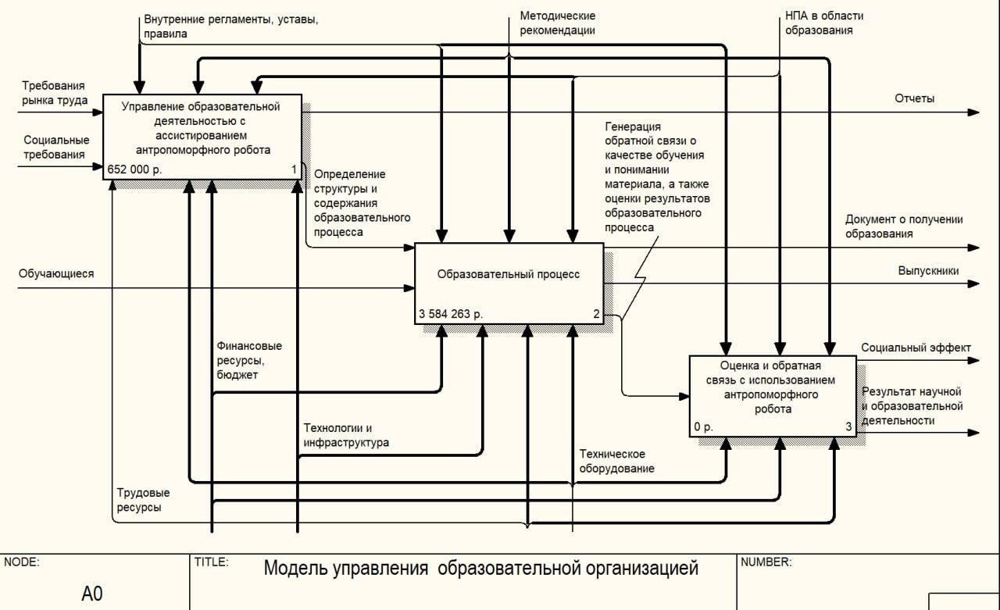 Внутренние регламенты, уставы,
правила
Методические
рекомендации
НПА в области
образования
Требования
рынка труда
Социальные
требования
Управление образовательной
деятельностью с
ассистированием
антропоморфного робота
652 000 р.
1
Отчеты
Определение
структуры и
содержания
образовательного
процесса
Генерация
обратной связи о
качестве обучения
и понимании
материала, а также
оценки результатов
образовательного
процесса
Документ о получении
образования
Обучающиеся
Образовательный процесс
3 584 263 р.
2
Выпускники
Финансовые
ресурсы,
бюджет
Социальный эффект
Оценка и обратная
связь с использованием
антропоморфного
робота
0 р.
3
Результат научной
и образовательной
деятельности
Технологии и
инфраструктура
Техническое
оборудование
Трудовые
ресурсы
NODE:
A0
TITLE:
Модель управления образовательной организацией
NUMBER: